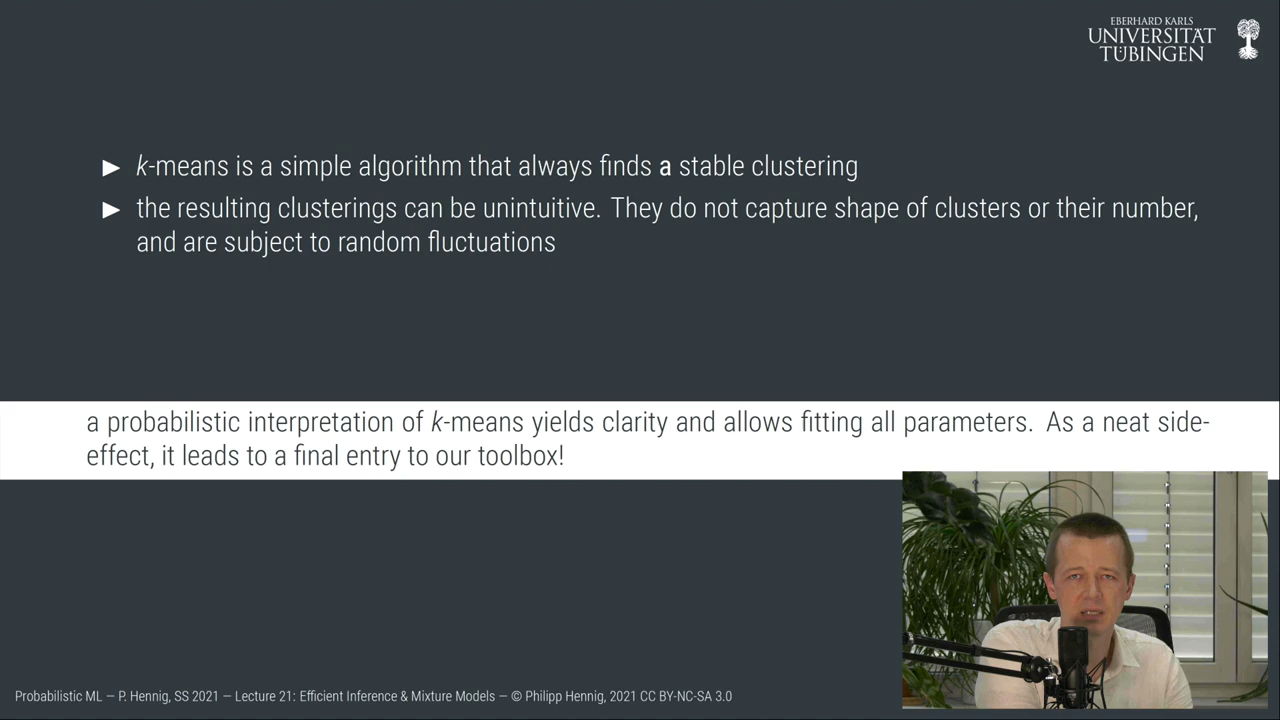 EBERHARD KARLS
UNIVERSITÄT
TÜBINGEN
▶ k-means is a simple algorithm that always finds a stable clustering
▶ the resulting clusterings can be unintuitive. They do not capture shape of clusters or their number,
and are subject to random fluctuations
a probabilistic interpretation of k-means yields clarity and allows fitting all parameters. As a neat side-
effect, it leads to a final entry to our toolbox!
Probabilistic ML — P. Hennig, SS 2021 — Lecture 21: Efficient Inference & Mixture Models — © Philipp Hennig, 2021 CC BY-NC-SA 3.0